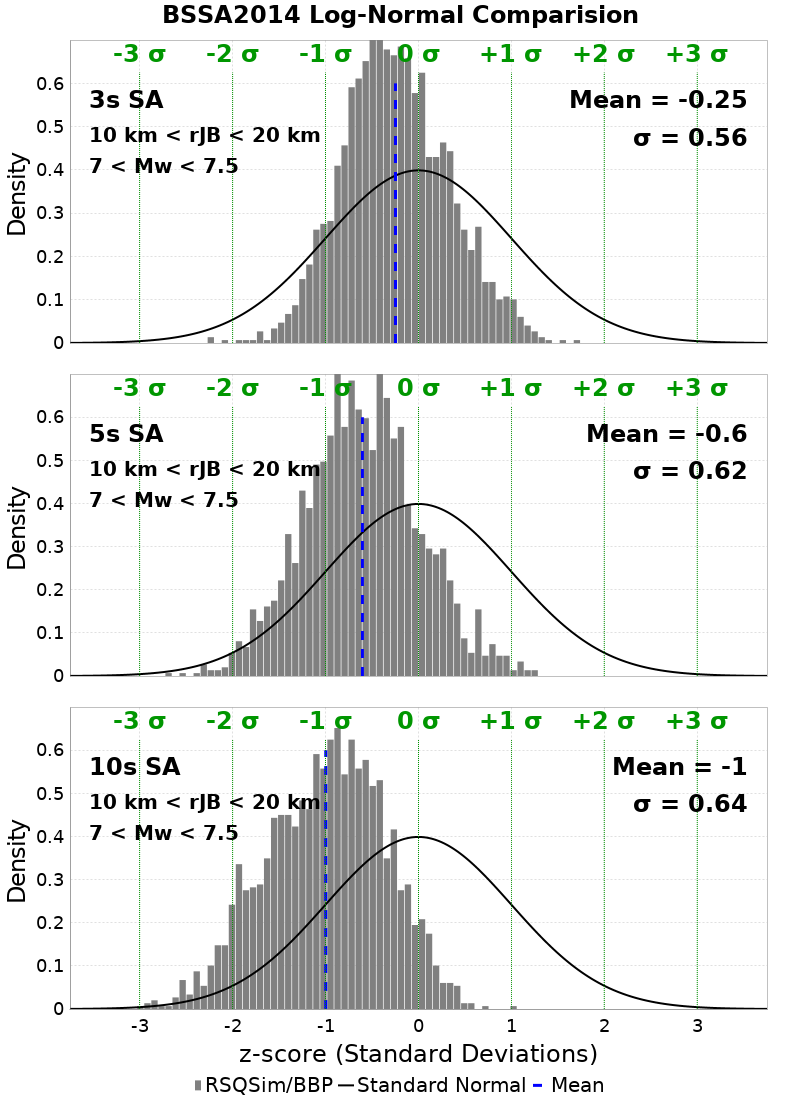 BSSA2014 Log-Normal Comparision
-3 σ -2 σ -1 σ 0 σ +1 σ +2 σ +3 σ
0.6
3s SA Mean = -0.25
0.5
10 km < rJB < 20 km σ = 0.56
7 < Mw < 7.5
0.4
Density
0.3
0.2
0.1
0
-3 σ -2 σ -1 σ 0 σ +1 σ +2 σ +3 σ
0.6
5s SA Mean = -0.6
0.5
10 km < rJB < 20 km σ = 0.62
7 < Mw < 7.5
0.4
Density
0.3
0.2
0.1
0
-3 σ -2 σ -1 σ 0 σ +1 σ +2 σ +3 σ
0.6
10s SA Mean = -1
0.5
10 km < rJB < 20 km σ = 0.64
7 < Mw < 7.5
0.4
Density
0.3
0.2
0.1
0
-3 -2 -1 0 1 2 3
z-score (Standard Deviations)
RSQSim/BBP Standard Normal Mean